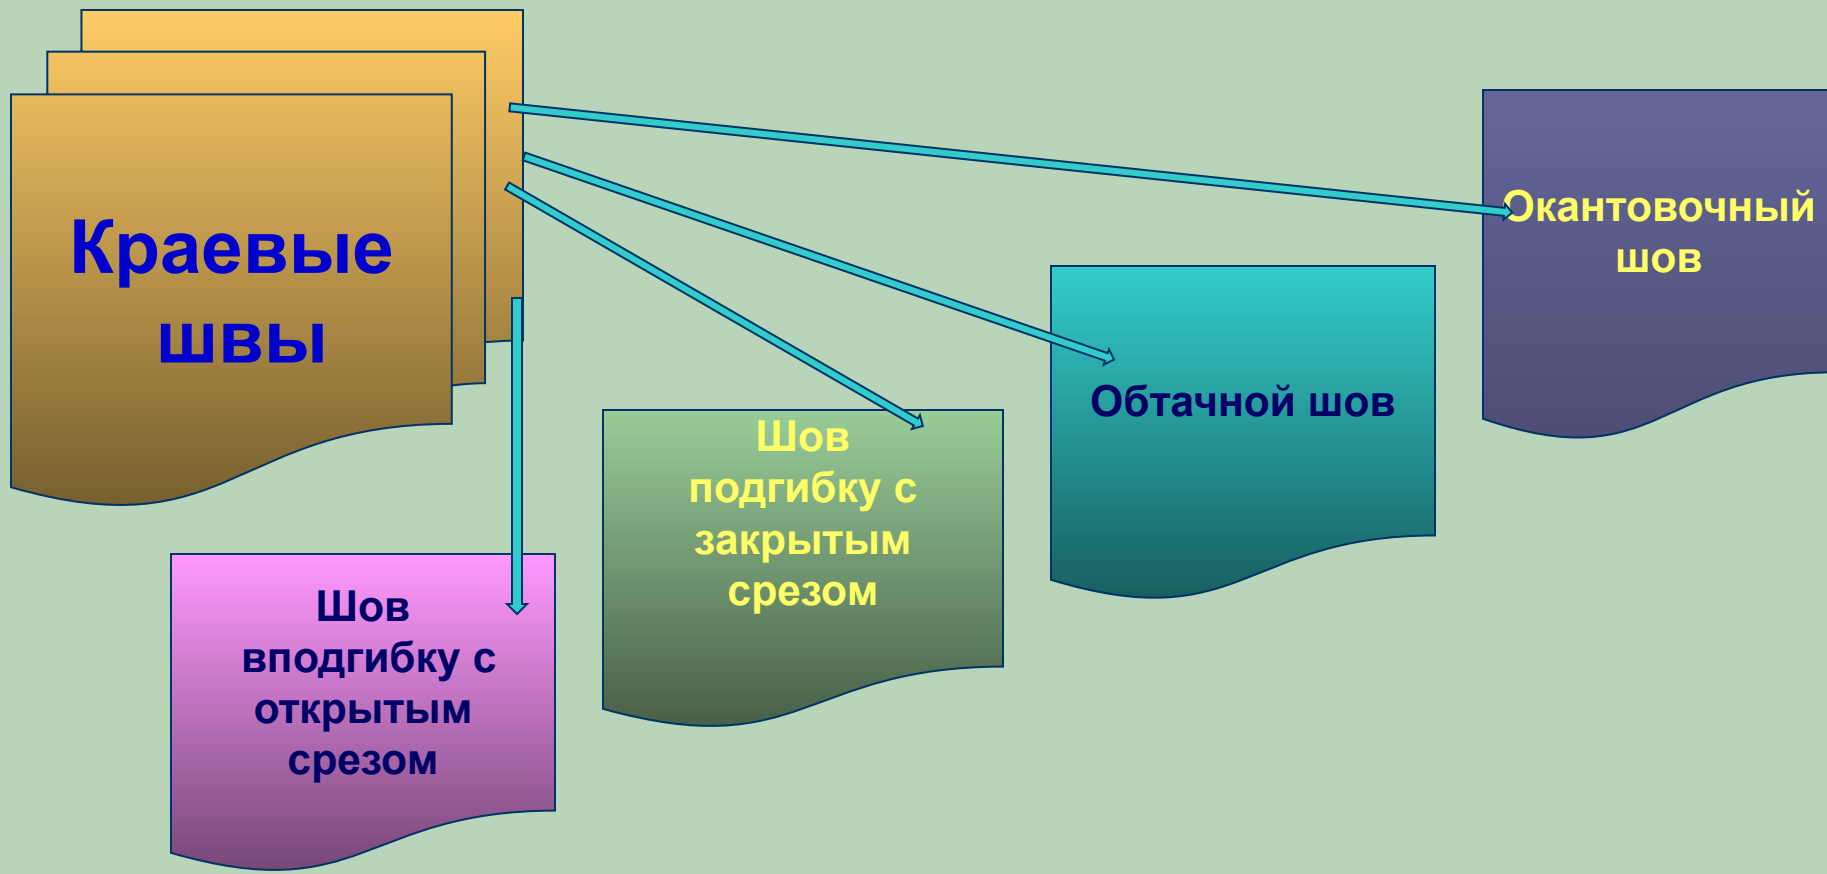 Краевые
швы
Окантовочный
шов
Обтачной шов
Шов
подгибку с
закрытым
срезом
Шов
вподгибку с
открытым
срезом